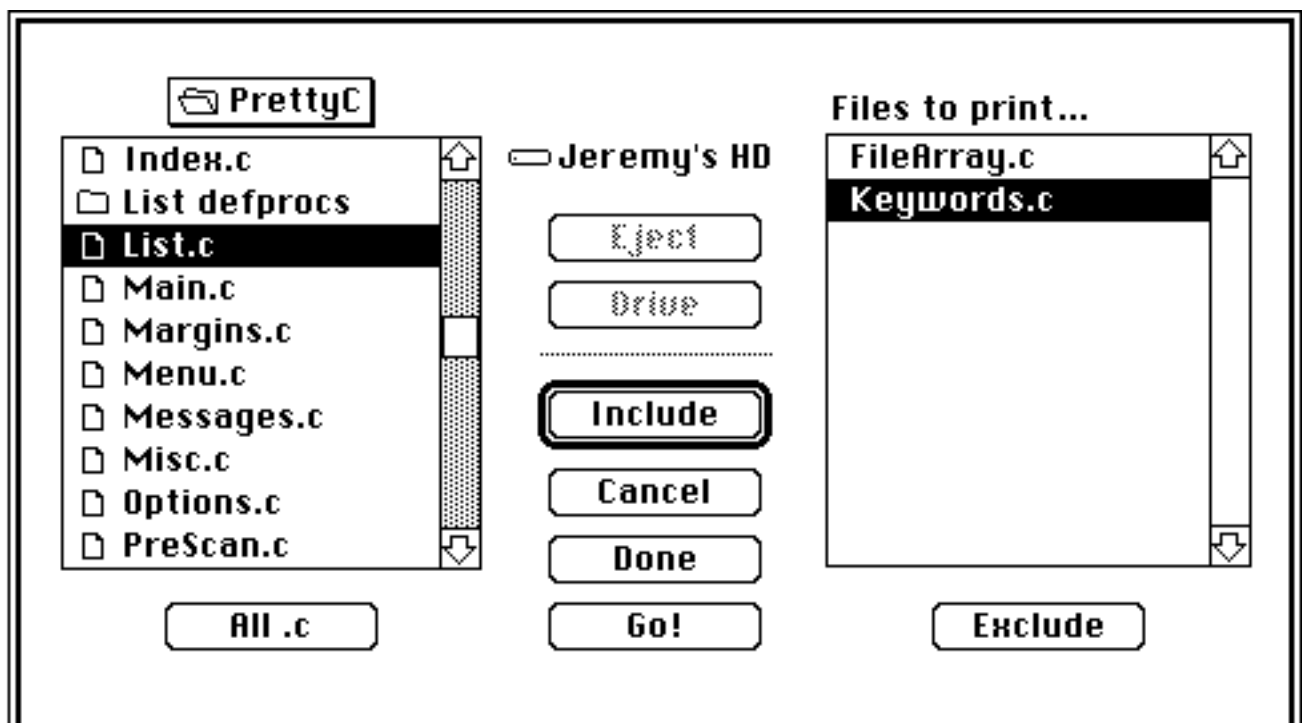 PrettyC
Index.c
List defprocs
List.c
Main.c
Margins.c
Menu.c
Messages.c
Misc.c
Options.c
PreScan.c
All .c
Jeremy's HD
Eject
Drive
Include
Cancel
Done
Go!
Files to print...
FileArray.c
Keywords.c
Exclude